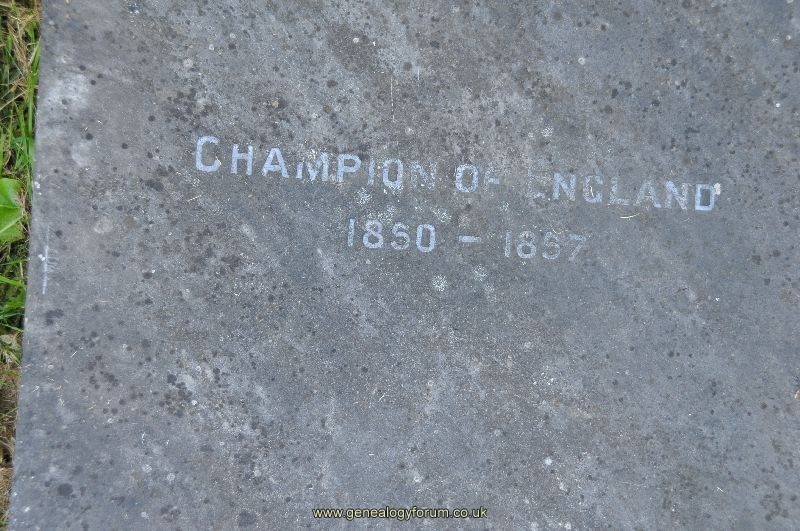 CHAMPION OF ENGLAND
1850 - 1857
www.genealogyforum.co.uk